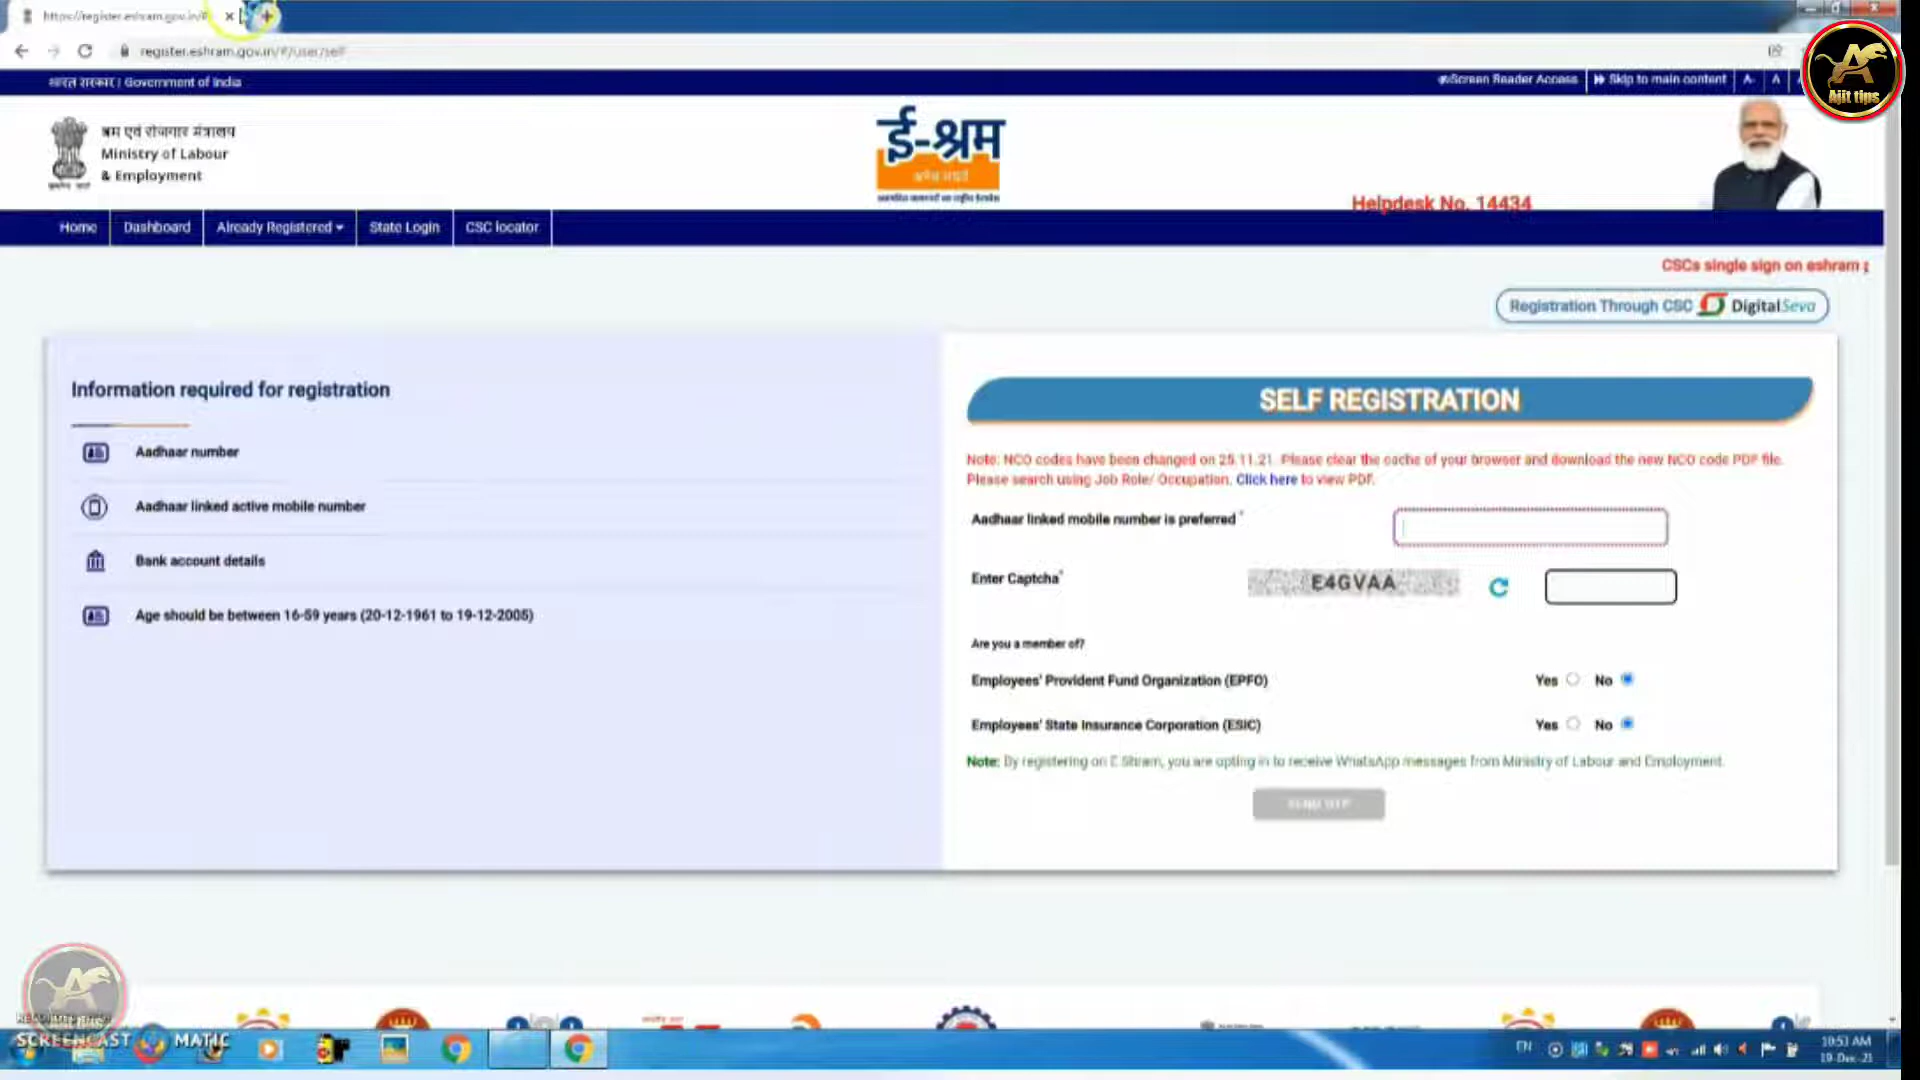 https://register.eshram.gov.in/#
register.eshram.gov.in/#/user/self
भारत सरकार | Government of India
Screen Reader Access
Skip to main content
A-
A
Ajit tips
श्रम एवं रोजगार मंत्रालय
Ministry of Labour
& Employment
ई-श्रम
Helpdesk No. 14434
Home
Dashboard
Already Registered
State Login
CSC locator
CSCs single sign on eshram
Registration Through CSC DigitalSeva
Information required for registration
Aadhaar number
Aadhaar linked active mobile number
Bank account details
Age should be between 16-59 years (20-12-1961 to 19-12-2005)
SELF REGISTRATION
Note: NCO codes have been changed on 25.11.21. Please clear the cache of your browser and download the new NCO code PDF file.
Please search using Job Role/ Occupation. Click here to view PDF.
Aadhaar linked mobile number is preferred *
Enter Captcha*
E4GVAA
Are you a member of?
Employees' Provident Fund Organization (EPFO)
Yes
No
Employees' State Insurance Corporation (ESIC)
Yes
No
Note: By registering on E Shram, you are opting in to receive WhatsApp messages from Ministry of Labour and Employment.
SEND OTP
SCREENCAST MATIC
EN
10:53 AM
19-Dec-21